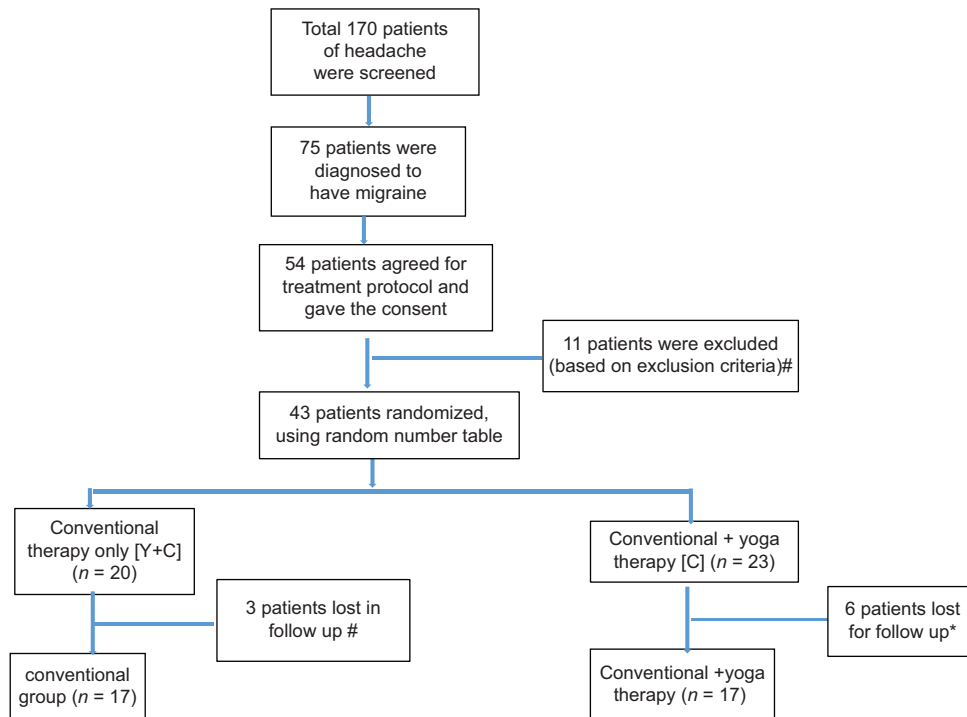 Total 170 patients
of headache
were screened
75 patients were
diagnosed to
have migraine
54 patients agreed for
treatment protocol and
gave the consent
11 patients were excluded
(based on exclusion criteria)#
43 patients randomized,
using random number table
Conventional
therapy only [Y+C]
(n = 20)
Conventional + yoga
therapy [C] (n = 23)
3 patients lost in
follow up #
6 patients lost
for follow up*
conventional
group (n = 17)
Conventional +yoga
therapy (n = 17)